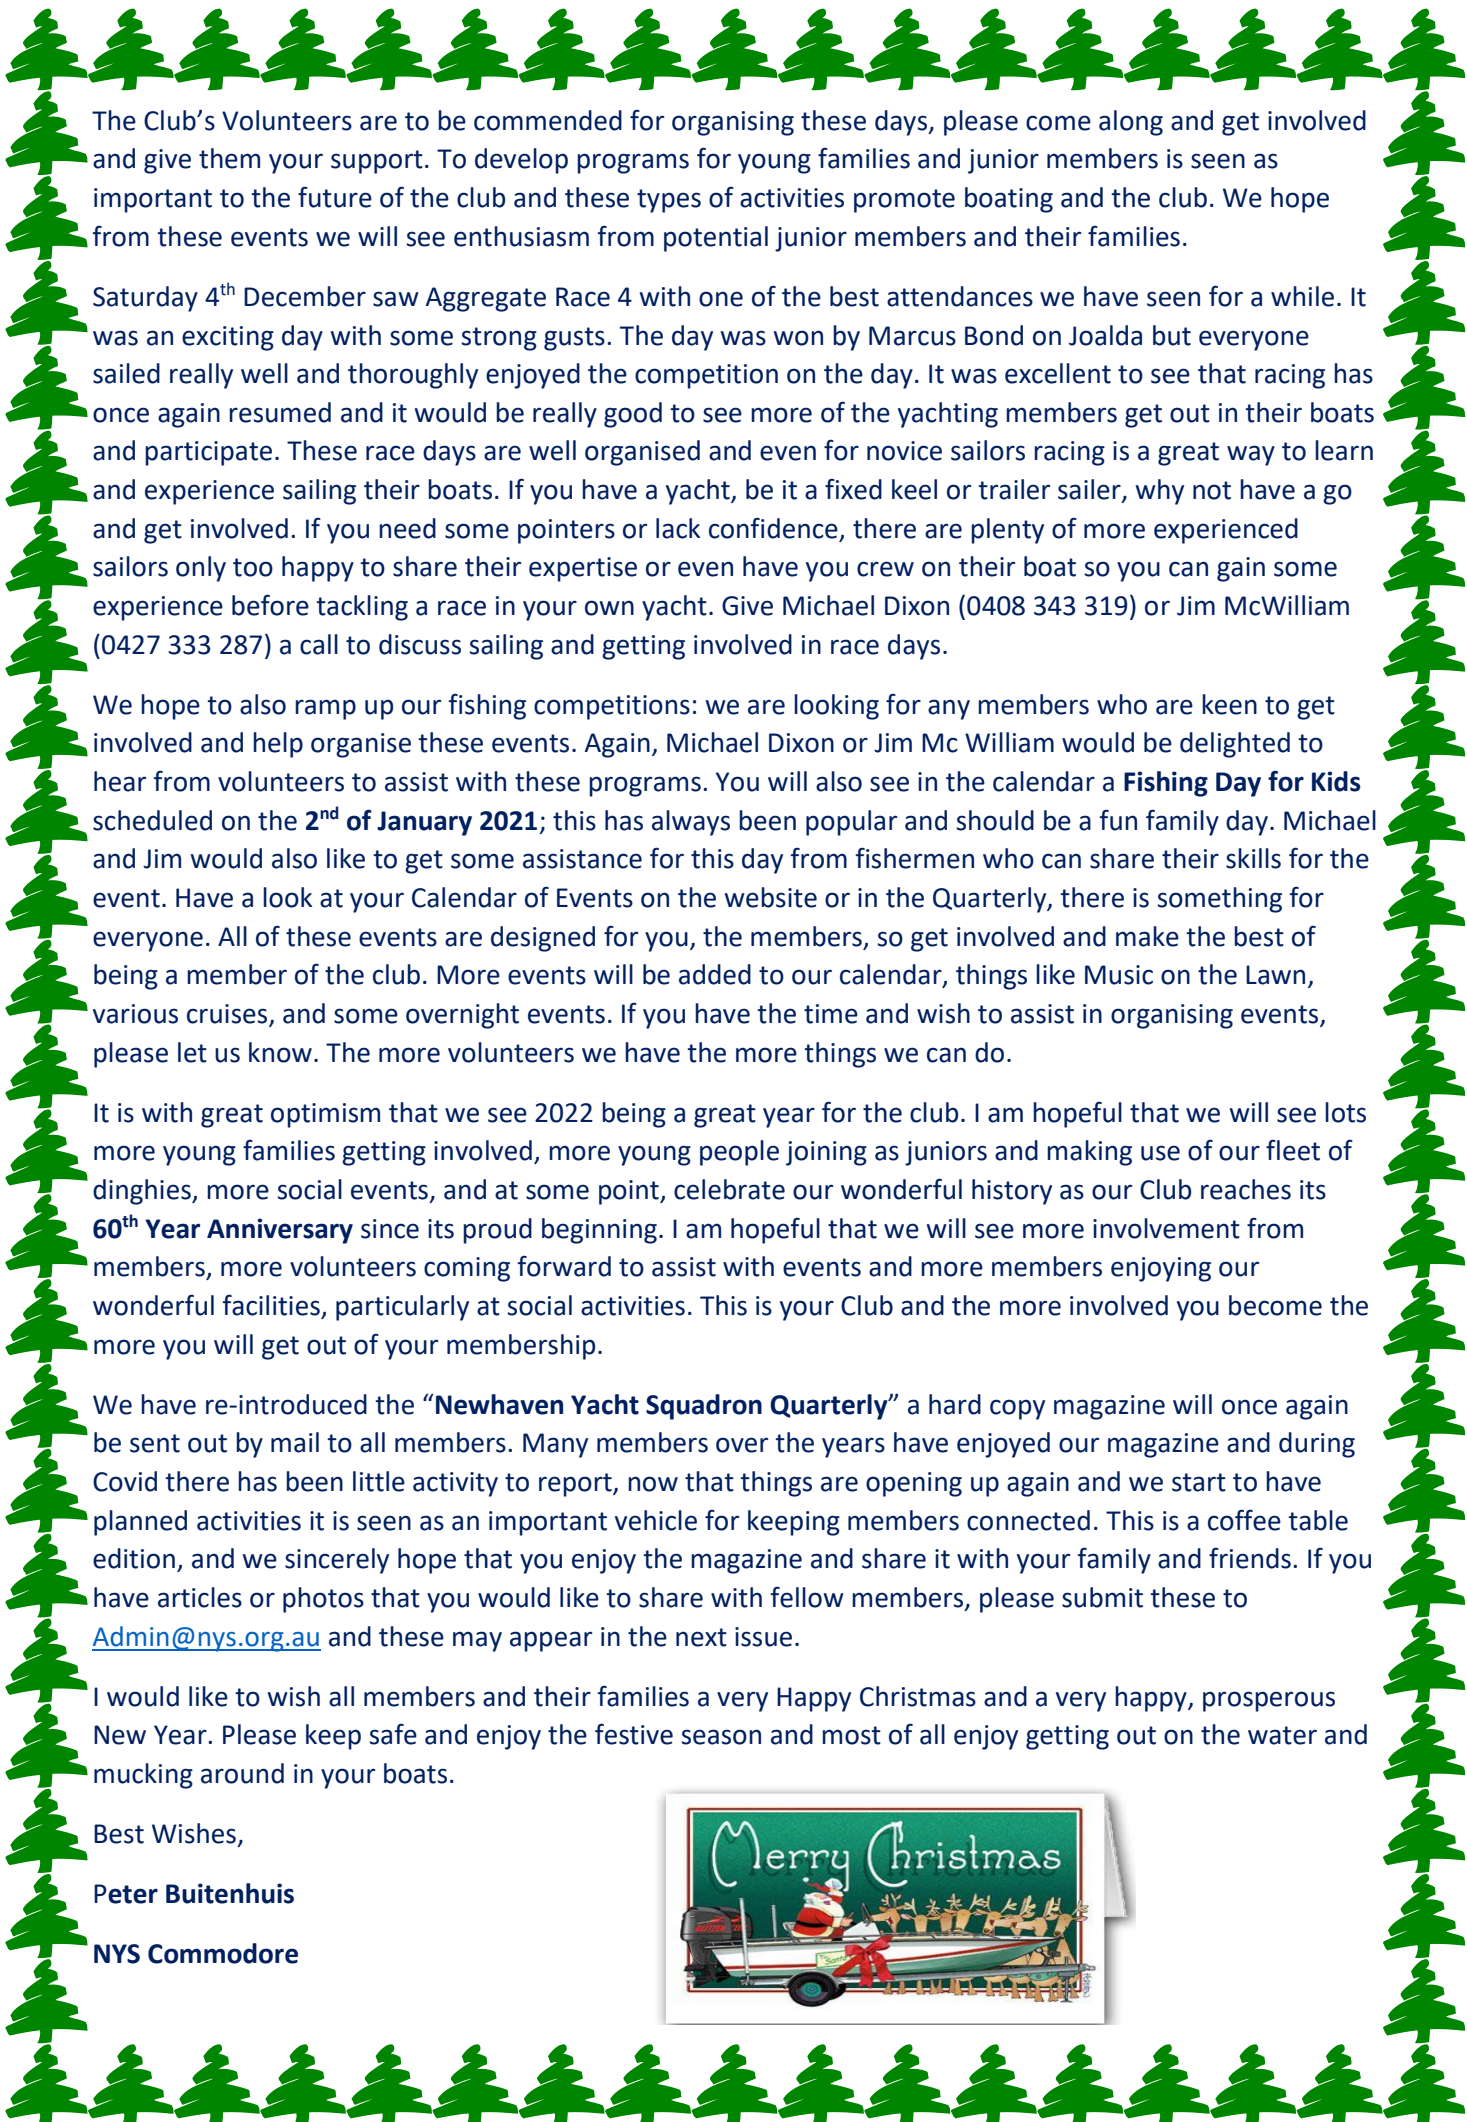 The Club’s Volunteers are to be commended for organising these days, please come along and get involved
and give them your support. To develop programs for young families and junior members is seen as
important to the future of the club and these types of activities promote boating and the club. We hope
from these events we will see enthusiasm from potential junior members and their families.
Saturday 4th December saw Aggregate Race 4 with one of the best attendances we have seen for a while. It
was an exciting day with some strong gusts. The day was won by Marcus Bond on Joalda but everyone
sailed really well and thoroughly enjoyed the competition on the day. It was excellent to see that racing has
once again resumed and it would be really good to see more of the yachting members get out in their boats
and participate. These race days are well organised and even for novice sailors racing is a great way to learn
and experience sailing their boats. If you have a yacht, be it a fixed keel or trailer sailer, why not have a go
and get involved. If you need some pointers or lack confidence, there are plenty of more experienced
sailors only too happy to share their expertise or even have you crew on their boat so you can gain some
experience before tackling a race in your own yacht. Give Michael Dixon (0408 343 319) or Jim McWilliam
(0427 333 287) a call to discuss sailing and getting involved in race days.
We hope to also ramp up our fishing competitions: we are looking for any members who are keen to get
involved and help organise these events. Again, Michael Dixon or Jim Mc William would be delighted to
hear from volunteers to assist with these programs. You will also see in the calendar a Fishing Day for Kids
scheduled on the 2nd of January 2021; this has always been popular and should be a fun family day. Michael
and Jim would also like to get some assistance for this day from fishermen who can share their skills for the
event. Have a look at your Calendar of Events on the website or in the Quarterly, there is something for
everyone. All of these events are designed for you, the members, so get involved and make the best of
being a member of the club. More events will be added to our calendar, things like Music on the Lawn,
various cruises, and some overnight events. If you have the time and wish to assist in organising events,
please let us know. The more volunteers we have the more things we can do.
It is with great optimism that we see 2022 being a great year for the club. I am hopeful that we will see lots
more young families getting involved, more young people joining as juniors and making use of our fleet of
dinghies, more social events, and at some point, celebrate our wonderful history as our Club reaches its
60th Year Anniversary since its proud beginning. I am hopeful that we will see more involvement from
members, more volunteers coming forward to assist with events and more members enjoying our
wonderful facilities, particularly at social activities. This is your Club and the more involved you become the
more you will get out of your membership.
We have re-introduced the “Newhaven Yacht Squadron Quarterly” a hard copy magazine will once again
be sent out by mail to all members. Many members over the years have enjoyed our magazine and during
Covid there has been little activity to report, now that things are opening up again and we start to have
planned activities it is seen as an important vehicle for keeping members connected. This is a coffee table
edition, and we sincerely hope that you enjoy the magazine and share it with your family and friends. If you
have articles or photos that you would like to share with fellow members, please submit these to
Admin@nys.org.au and these may appear in the next issue.
I would like to wish all members and their families a very Happy Christmas and a very happy, prosperous
New Year. Please keep safe and enjoy the festive season and most of all enjoy getting out on the water and
mucking around in your boats.
Best Wishes,
Peter Buitenhuis
NYS Commodore
Merry Christmas